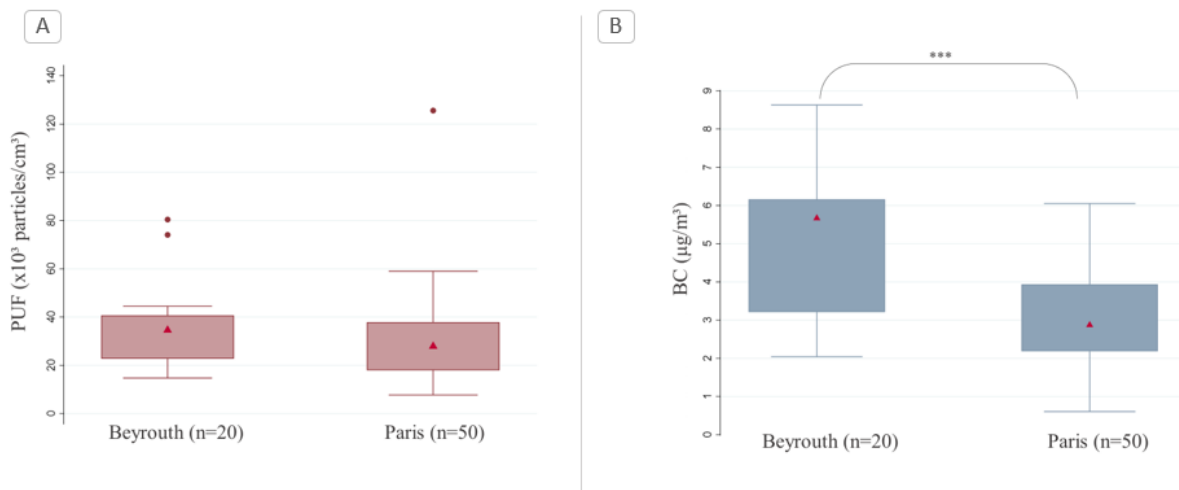 A
PUF (x10³ particles/cm³)
140
120
100
80
60
40
20
0
Beyrouth (n=20)
Paris (n=50)
B
***
BC (µg/m³)
9
8
7
6
5
4
3
2
1
0
Beyrouth (n=20)
Paris (n=50)